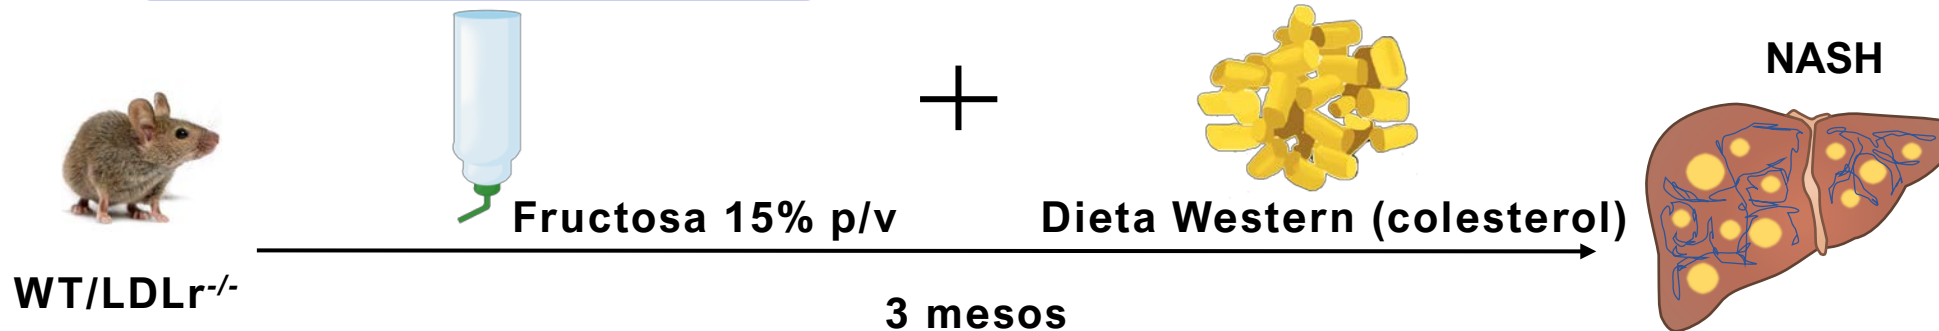 NASH
Fructosa 15% p/v
Dieta Western (colesterol)
WT/LDLr-/-
3 mesos